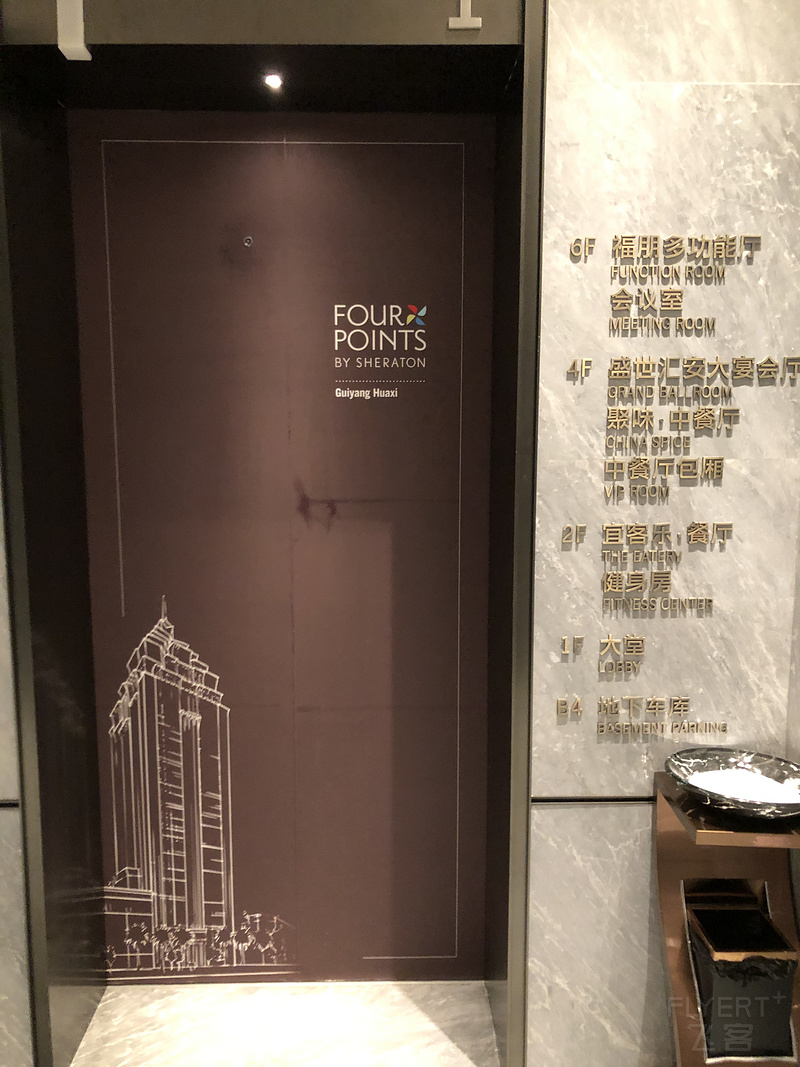 FOUR
POINTS
BY SHERATON
Guiyang Huaxi
6F 福朋多功能厅
FUNCTION ROOM
会议室
MEETING ROOM
4F 盛世汇安大宴会厅
GRAND BALLROOM
聚味·中餐厅
CHINA SPICE
中餐厅包厢
VIP ROOM
2F 宜客乐·餐厅
THE EATERY
健身房
FITNESS CENTER
1F 大堂
LOBBY
B4 地下车库
BASEMENT PARKING
FLYERT+
飞客